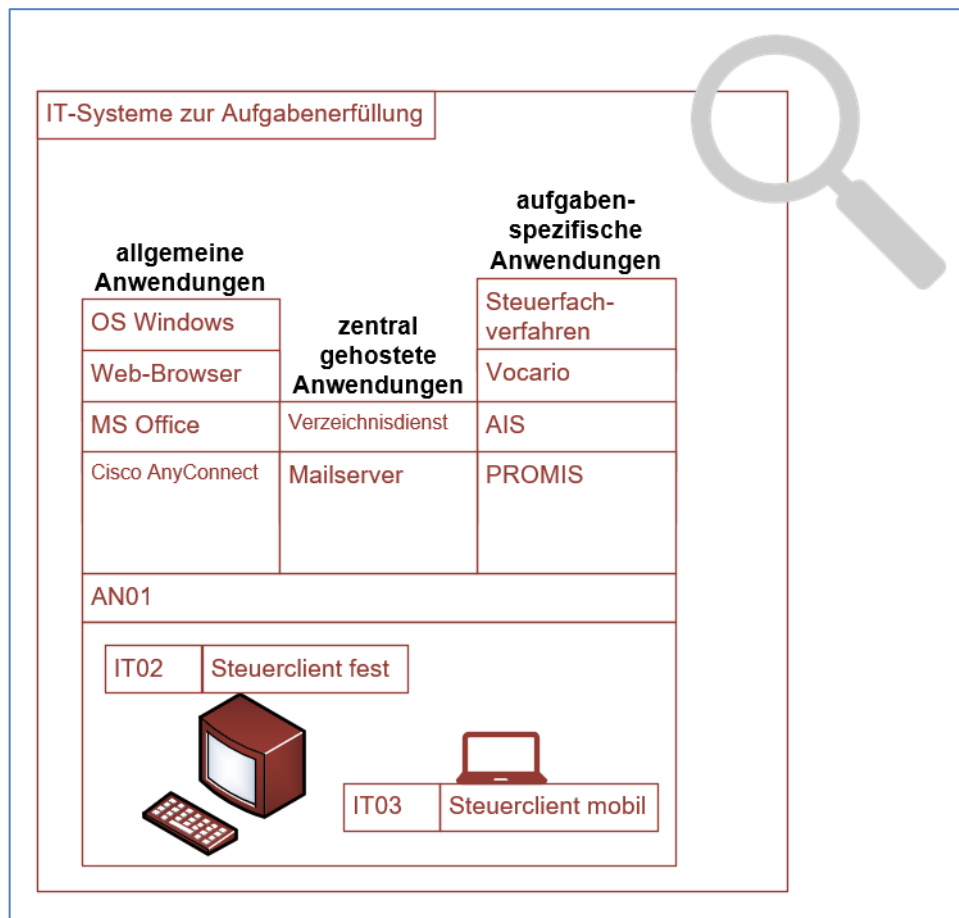 IT-Systeme zur Aufgabenerfüllung
allgemeine
Anwendungen
OS Windows
Web-Browser
MS Office
Cisco AnyConnect
zentral
gehostete
Anwendungen
Verzeichnisdienst
Mailserver
aufgaben-
spezifische
Anwendungen
Steuerfach-
verfahren
Vocario
AIS
PROMIS
AN01
IT02 Steuerclient fest
IT03 Steuerclient mobil